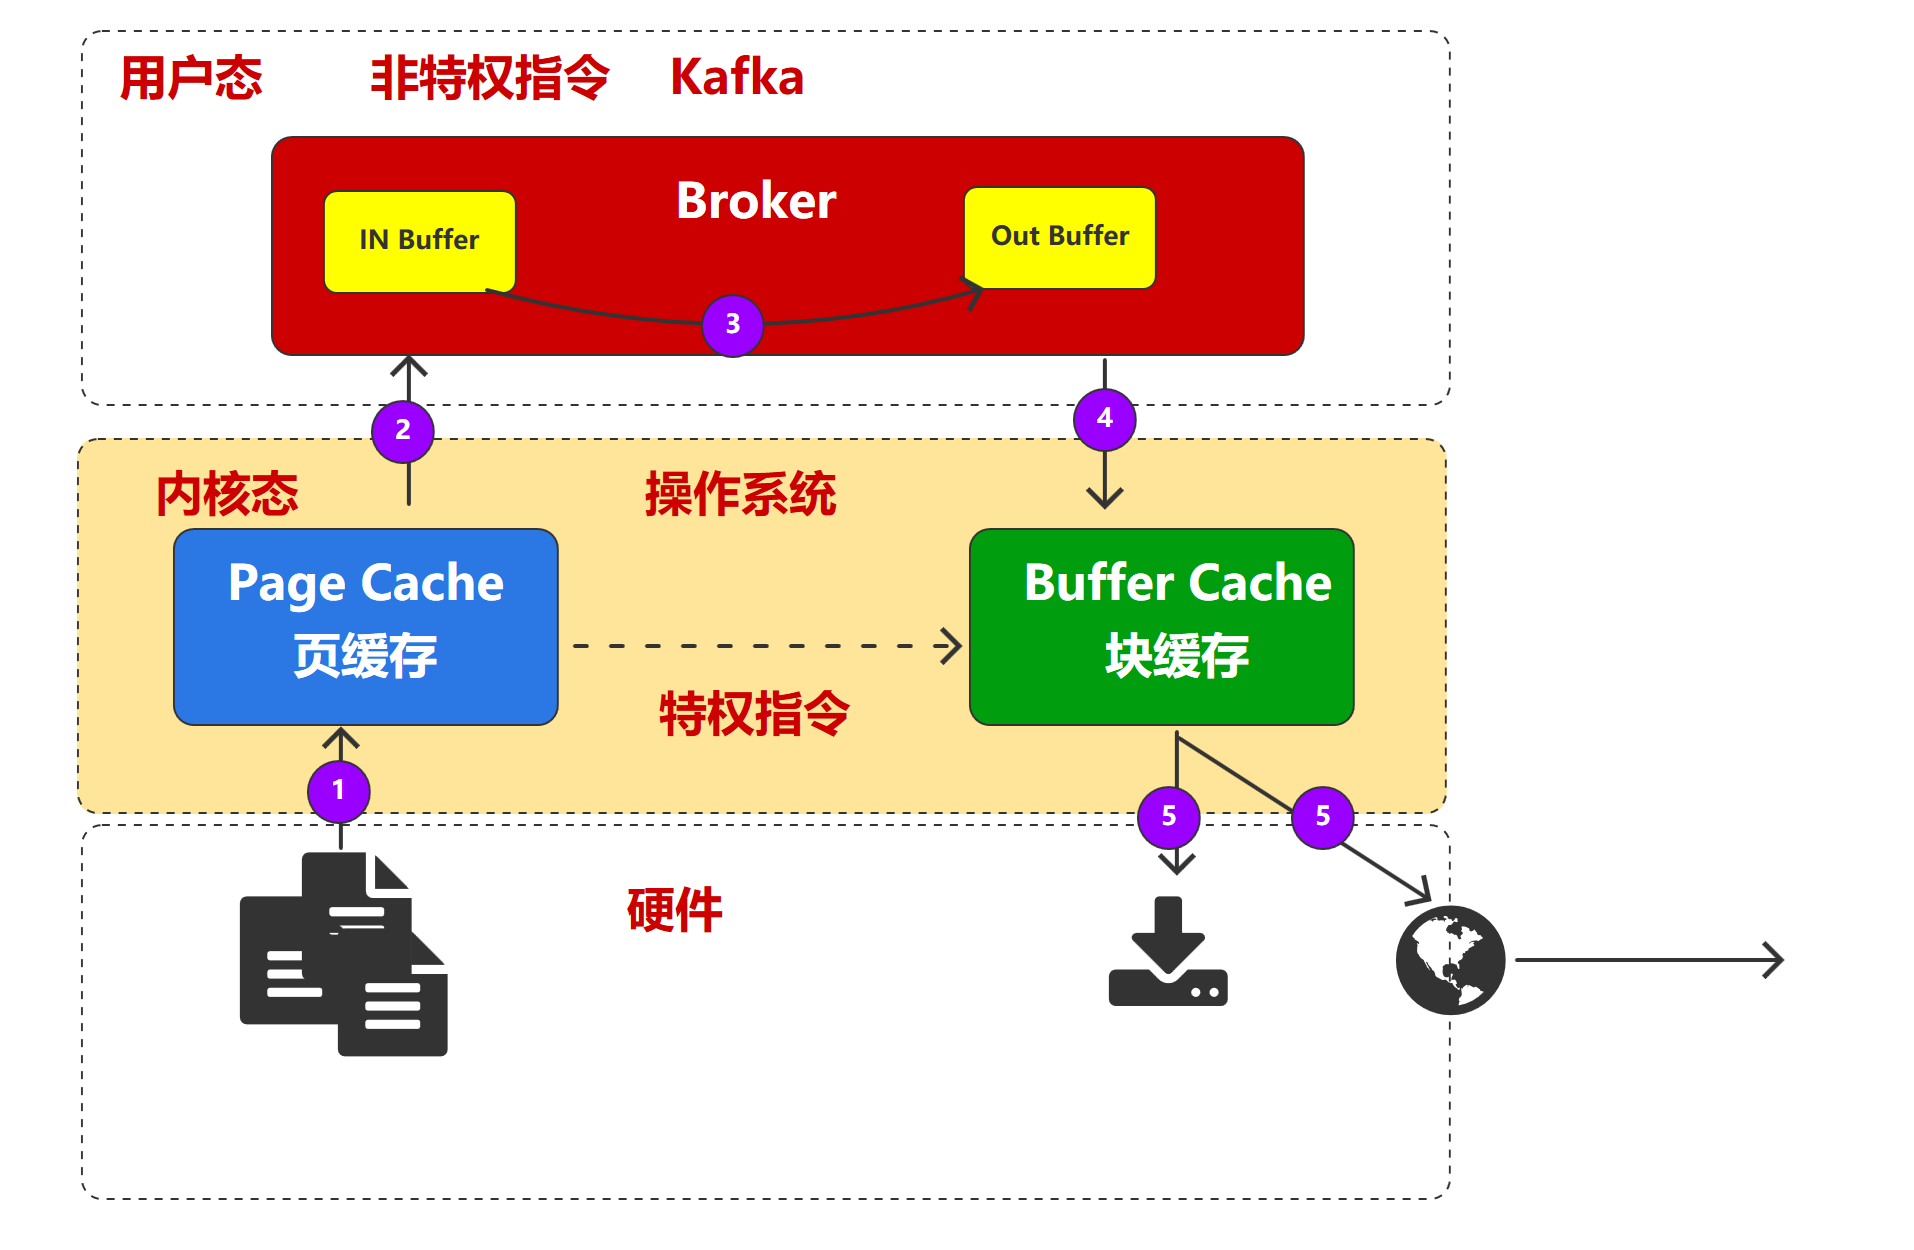 用户态 非特权指令 Kafka
Broker
IN Buffer
Out Buffer
3
2
4
内核态 操作系统
Page Cache
页缓存
Buffer Cache
块缓存
特权指令
1
5
5
硬件